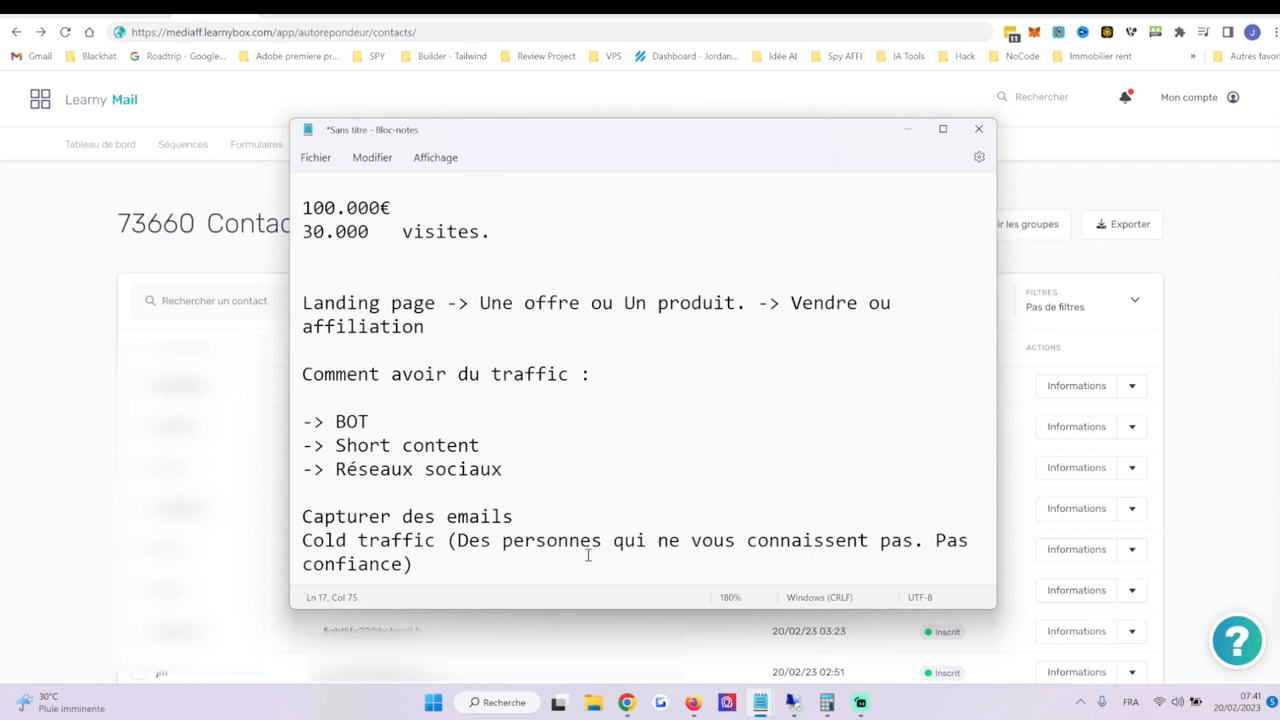 https://mediaff.learnybox.com/app/autorepondeur/contacts/
11
J
Gmail
Blackhat
Roadtrip - Google...
Adobe premiere pr...
SPY
Builder - Tailwind
Review Project
VPS
Dashboard - Jordan...
Idée AI
Spy AFFI
IA Tools
Hack
NoCode
Immobilier rent
»
Autres favor
Learny Mail
Rechercher
Mon compte
Tableau de bord
Séquences
Formulaires
*Sans titre - Bloc-notes
Fichier
Modifier
Affichage
73660 Contac
ir les groupes
Exporter
Rechercher un contact
FILTRES
Pas de filtres
ACTIONS
100.000€
30.000 visites.
Landing page -> Une offre ou Un produit. -> Vendre ou
affiliation
Comment avoir du traffic :
-> BOT
-> Short content
-> Réseaux sociaux
Capturer des emails
Cold traffic (Des personnes qui ne vous connaissent pas. Pas
confiance)
Ln 17, Col 75
180%
Windows (CRLF)
UTF-8
Informations
Informations
Informations
Informations
Informations
Informations
20/02/23 03:23
Inscrit
Informations
20/02/23 02:51
Inscrit
Informations
?
30°C
Pluie imminente
Recherche
FRA
07:41
20/02/2023
5